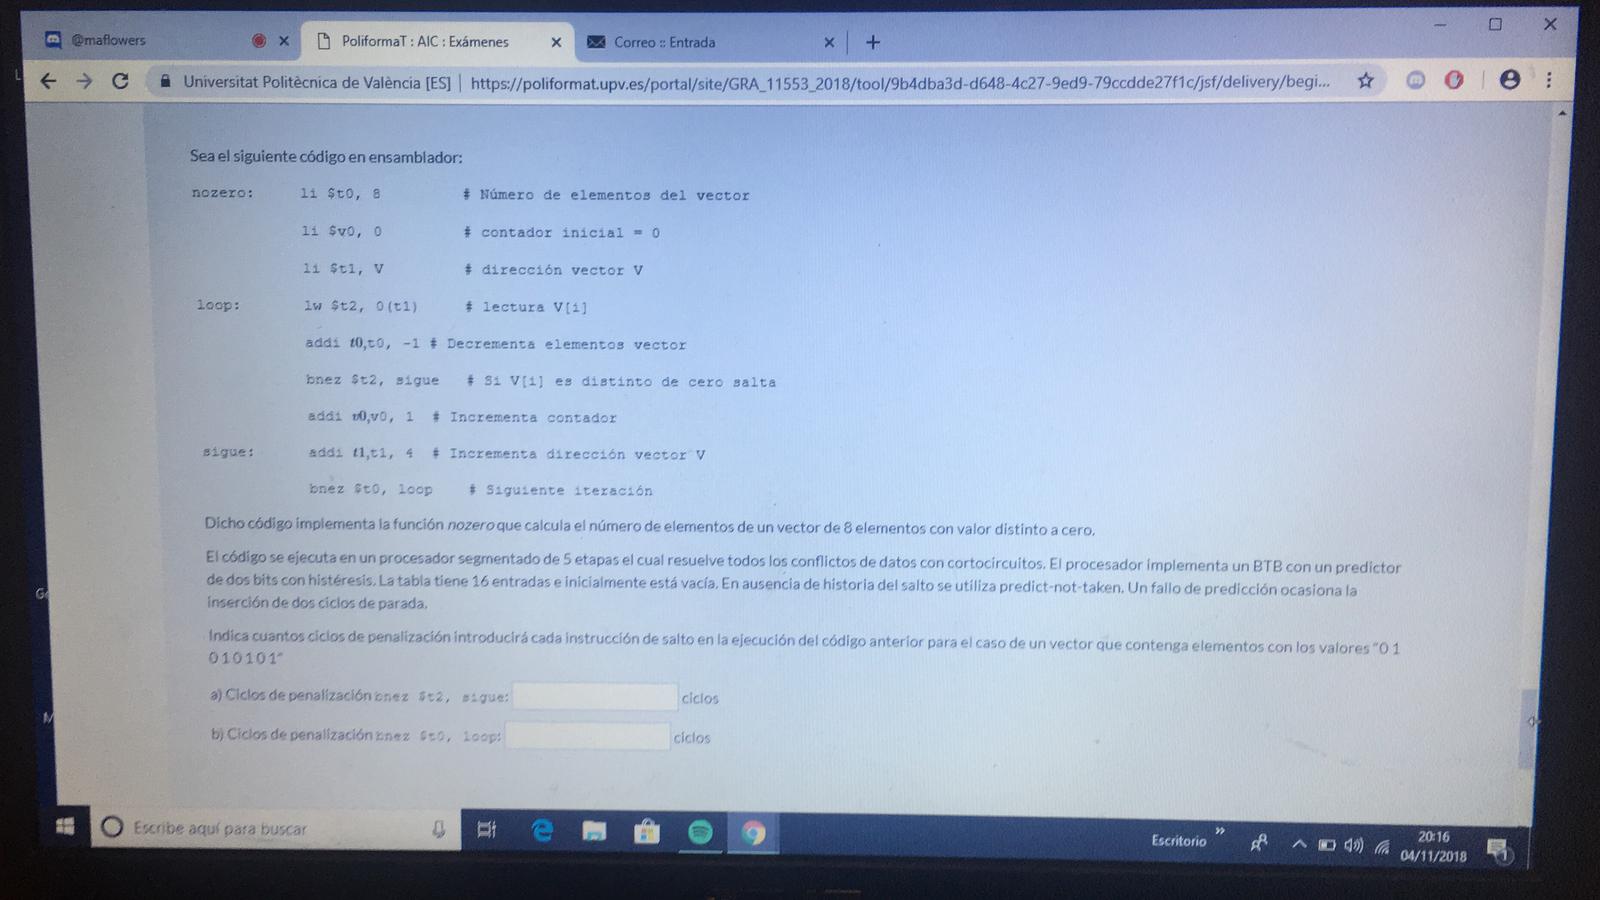 @maflowers
PoliformaT : AIC : Exámenes
Correo :: Entrada
Universitat Politècnica de València [ES] | https://poliformat.upv.es/portal/site/GRA_11553_2018/tool/9b4dba3d-d648-4c27-9ed9-79ccdde27f1c/jsf/delivery/begi...
Sea el siguiente código en ensamblador:
nozero: li $t0, 8 # Número de elementos del vector
li $v0, 0 # contador inicial = 0
li $t1, V # dirección vector V
loop: lw $t2, 0(t1) # lectura V[i]
addi t0,t0, -1 # Decrementa elementos vector
bnez $t2, sigue # Si V[i] es distinto de cero salta
addi v0,v0, 1 # Incrementa contador
sigue: addi t1,t1, 4 # Incrementa dirección vector V
bnez $t0, loop # Siguiente iteración
Dicho código implementa la función nozero que calcula el número de elementos de un vector de 8 elementos con valor distinto a cero.
El código se ejecuta en un procesador segmentado de 5 etapas el cual resuelve todos los conflictos de datos con cortocircuitos. El procesador implementa un BTB con un predictor
de dos bits con histéresis. La tabla tiene 16 entradas e inicialmente está vacía. En ausencia de historia del salto se utiliza predict-not-taken. Un fallo de predicción ocasiona la
inserción de dos ciclos de parada.
Indica cuantos ciclos de penalización introducirá cada instrucción de salto en la ejecución del código anterior para el caso de un vector que contenga elementos con los valores "0 1
0 1 0 1 0 1"
a) Ciclos de penalización bnez $t2, sigue: ciclos
b) Ciclos de penalización bnez $t0, loop: ciclos
Escribe aquí para buscar
Escritorio
20:16
04/11/2018
1